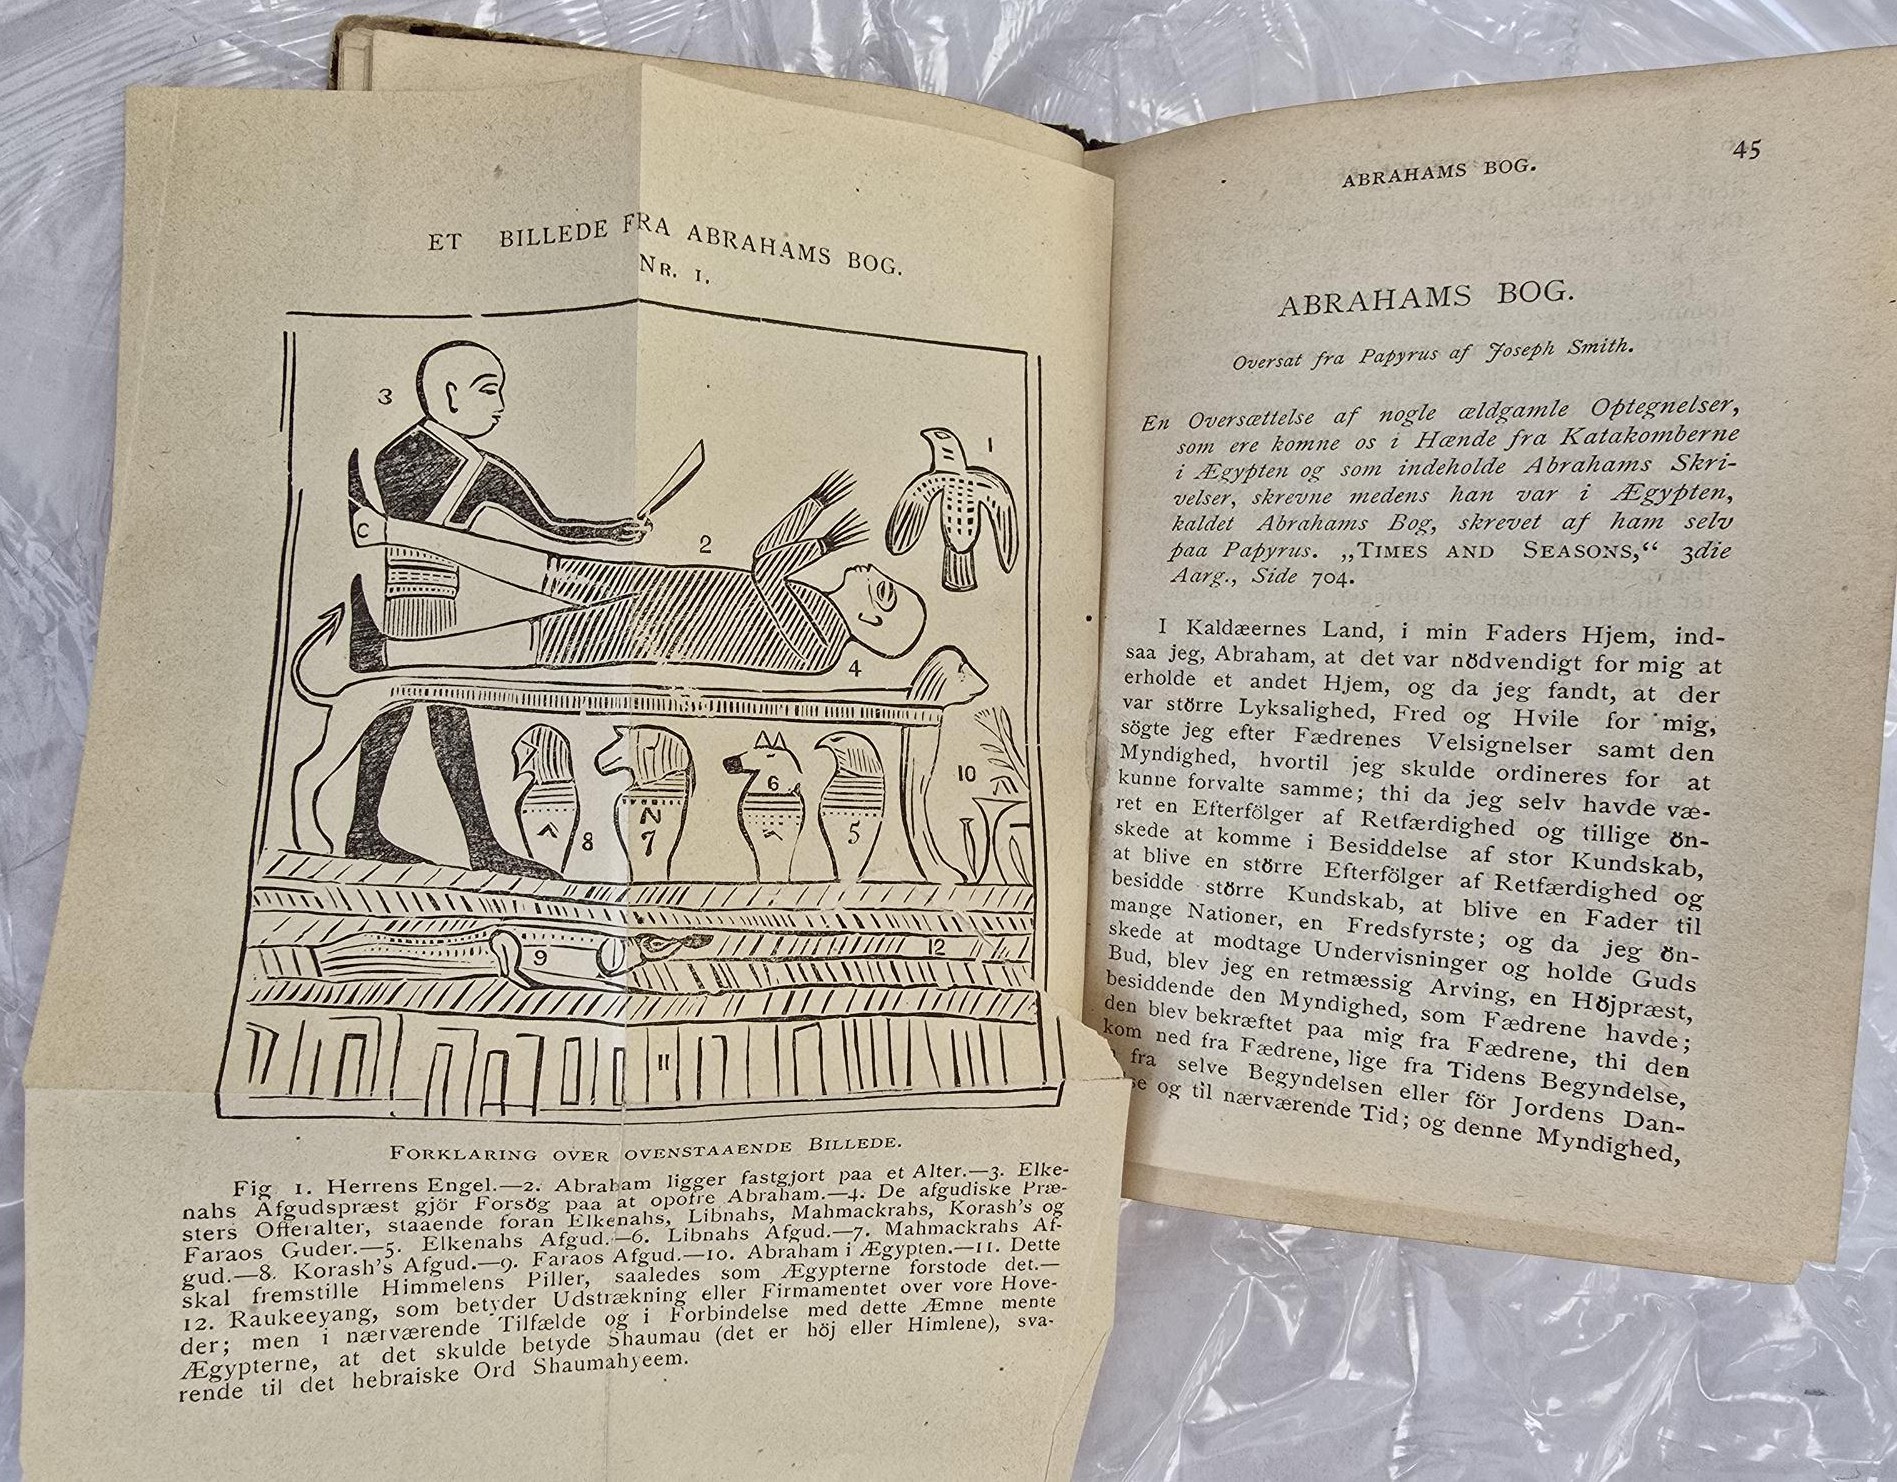 ET BILLEDE FRA ABRAHAMS BOG.
Nr. 1.
3
1
2
C
4
10
6
8
7
5
9
12
11
Forklaring over ovenstaaende Billede.
Fig 1. Herrens Engel.—2. Abraham ligger fastgjort paa et Alter.—3. Elke-
nahs Afgudspræst gjör Forsög paa at opofre Abraham.—4. De afgudiske Præ-
sters Offeralter, staaende foran Elkenahs, Libnahs, Mahmackrahs, Korash's og
Faraos Guder.—5. Elkenahs Afgud.—6. Libnahs Afgud.—7. Mahmackrahs Af-
gud.—8. Korash's Afgud.—9. Faraos Afgud.—10. Abraham i Ægypten.—11. Dette
skal fremstille Himmelens Piller, saaledes som Ægypterne forstode det.—
12. Raukeeyang, som betyder Udstrækning eller Firmamentet over vore Hove-
der; men i nærværende Tilfælde og i Forbindelse med dette Æmne mente
Ægypterne, at det skulde betyde Shaumau (det er höj eller Himlene), sva-
rende til det hebraiske Ord Shaumahyeem.
ABRAHAMS BOG.
45
ABRAHAMS BOG.
Oversat fra Papyrus af Joseph Smith.
En Oversættelse af nogle ældgamle Optegnelser,
som ere komne os i Hænde fra Katakomberne
i Ægypten og som indeholde Abrahams Skri-
velser, skrevne medens han var i Ægypten,
kaldet Abrahams Bog, skrevet af ham selv
paa Papyrus. „Times and Seasons,“ 3die
Aarg., Side 704.
I Kaldæernes Land, i min Faders Hjem, ind-
saa jeg, Abraham, at det var nödvendigt for mig at
erholde et andet Hjem, og da jeg fandt, at der
var större Lyksalighed, Fred og Hvile for mig,
sögte jeg efter Fædrenes Velsignelser samt den
Myndighed, hvortil jeg skulde ordineres for at
kunne forvalte samme; thi da jeg selv havde væ-
ret en Efterfölger af Retfærdighed og tillige ön-
skede at komme i Besiddelse af stor Kundskab,
at blive en större Efterfölger af Retfærdighed og
besidde större Kundskab, at blive en Fader til
mange Nationer, en Fredsfyrste; og da jeg ön-
skede at modtage Undervisninger og holde Guds
Bud, blev jeg en retmæssig Arving, en Höjpræst,
besiddende den Myndighed, som Fædrene havde;
den blev bekræftet paa mig fra Fædrene, thi den
kom ned fra Fædrene, lige fra Tidens Begyndelse,
fra selve Begyndelsen eller för Jordens Dan-
se og til nærværende Tid; og denne Myndighed,